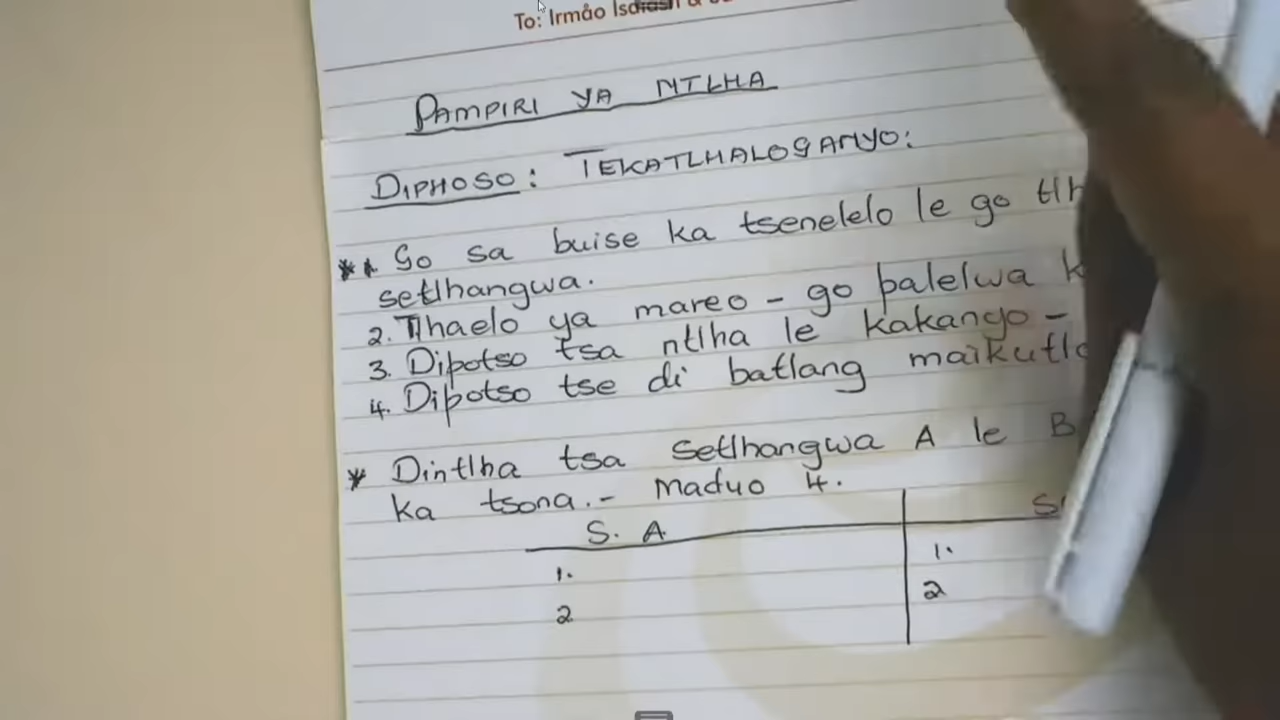 To: Irmão
PAMPIRI YA NTLHA
DIPHOSO: TEKATLHALOGANYO:
*1. Go sa buise ka tsenelelo le go
setlhangwa.
2. Tlhaelo ya mareo - go palelwa
3. Dipotso tsa ntlha le kakanyo -
4. Dipotso tse di batlang
* Dintlha tsa setlhangwa A le B
ka tsona. - Maduo 4.
S. A
1. 1.
2 2